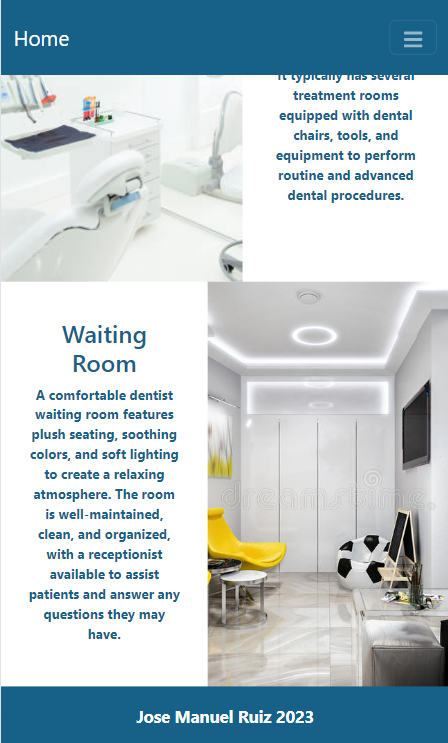 Home
It typically has several
treatment rooms
equipped with dental
chairs, tools, and
equipment to perform
routine and advanced
dental procedures.
Waiting
Room
A comfortable dentist
waiting room features
plush seating, soothing
colors, and soft lighting
to create a relaxing
atmosphere. The room
is well-maintained,
clean, and organized,
with a receptionist
available to assist
patients and answer any
questions they may
have.
dreamstime.
Jose Manuel Ruiz 2023